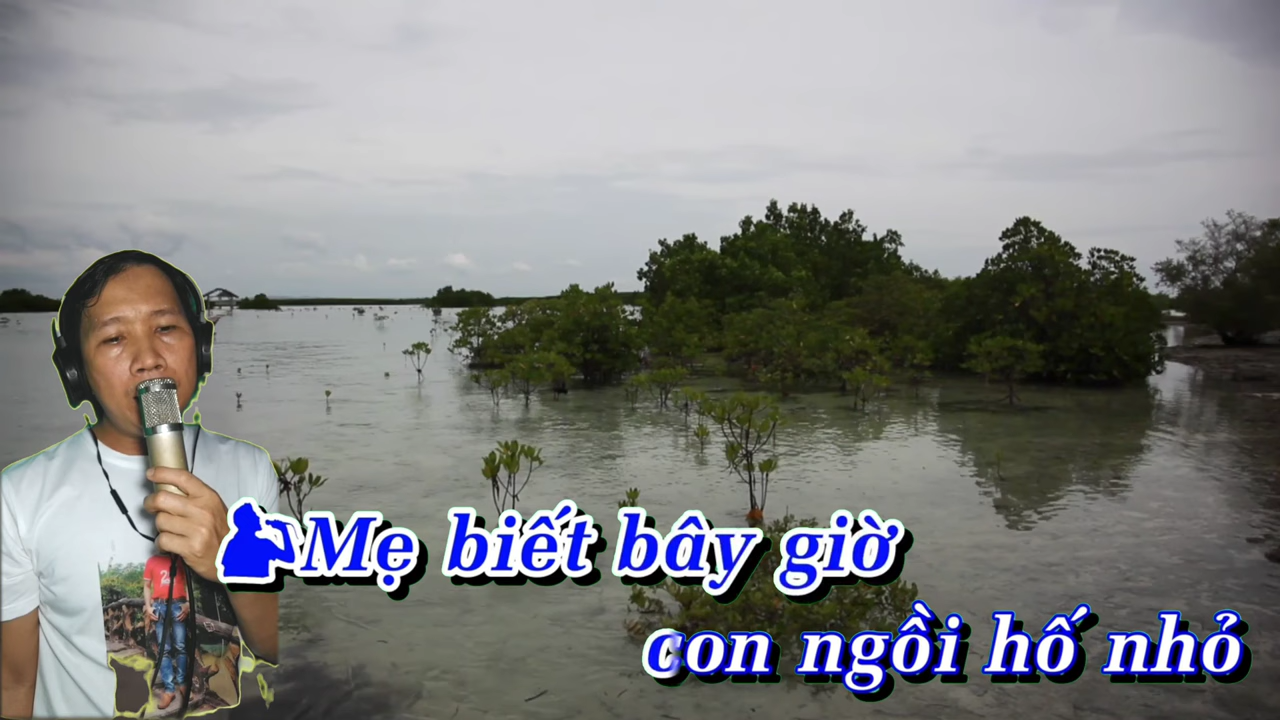 Mẹ biết bây giờ
con ngồi hố nhỏ